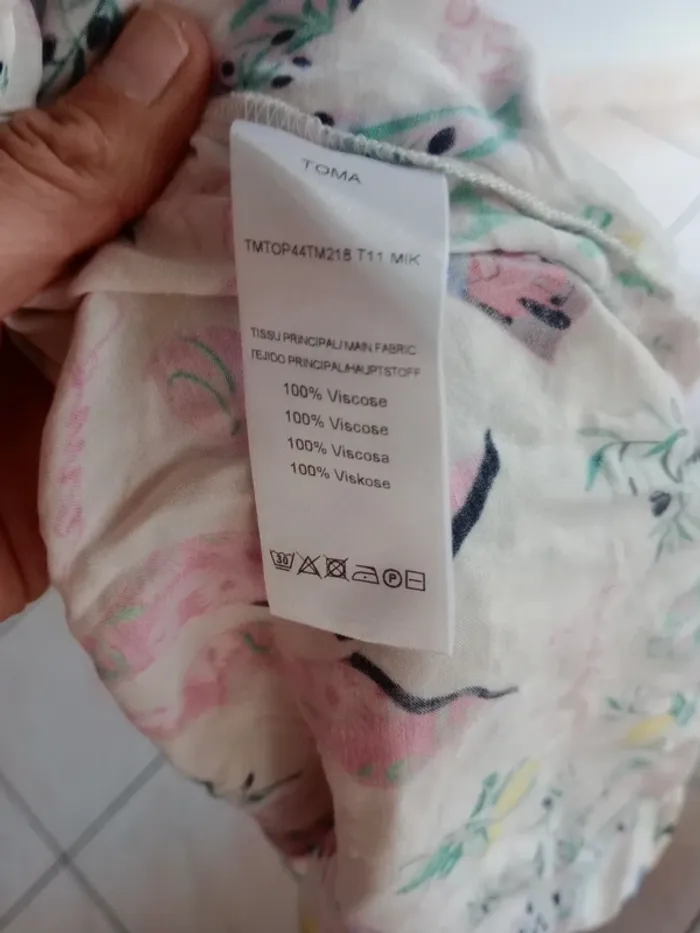 TOMA
TMTOP44TM218 T11 MIK
TISSU PRINCIPAL/MAIN FABRIC
TEJIDO PRINCIPAL/HAUPTSTOFF
100% Viscose
100% Viscose
100% Viscosa
100% Viskose
30 P